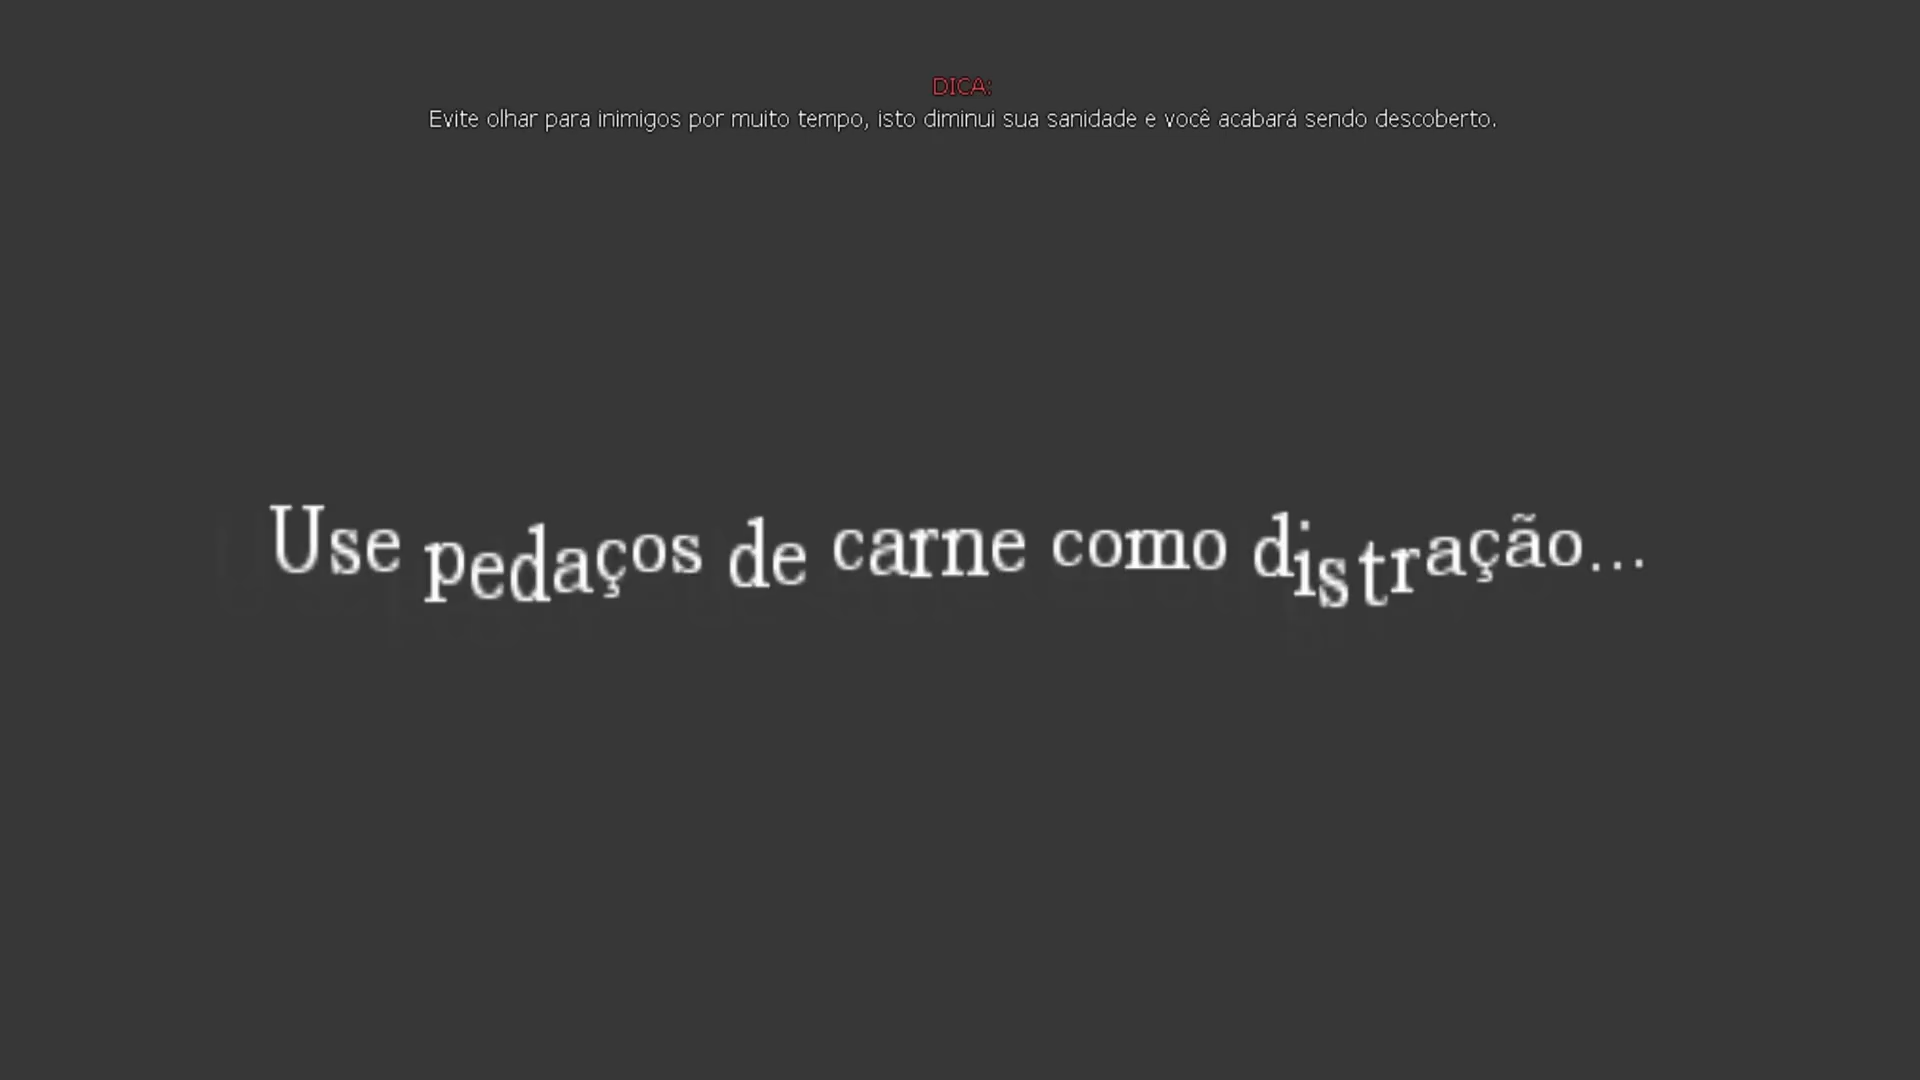 DICA:
Evite olhar para inimigos por muito tempo, isto diminui sua sanidade e você acabará sendo descoberto.
Use pedaços de carne como distração...